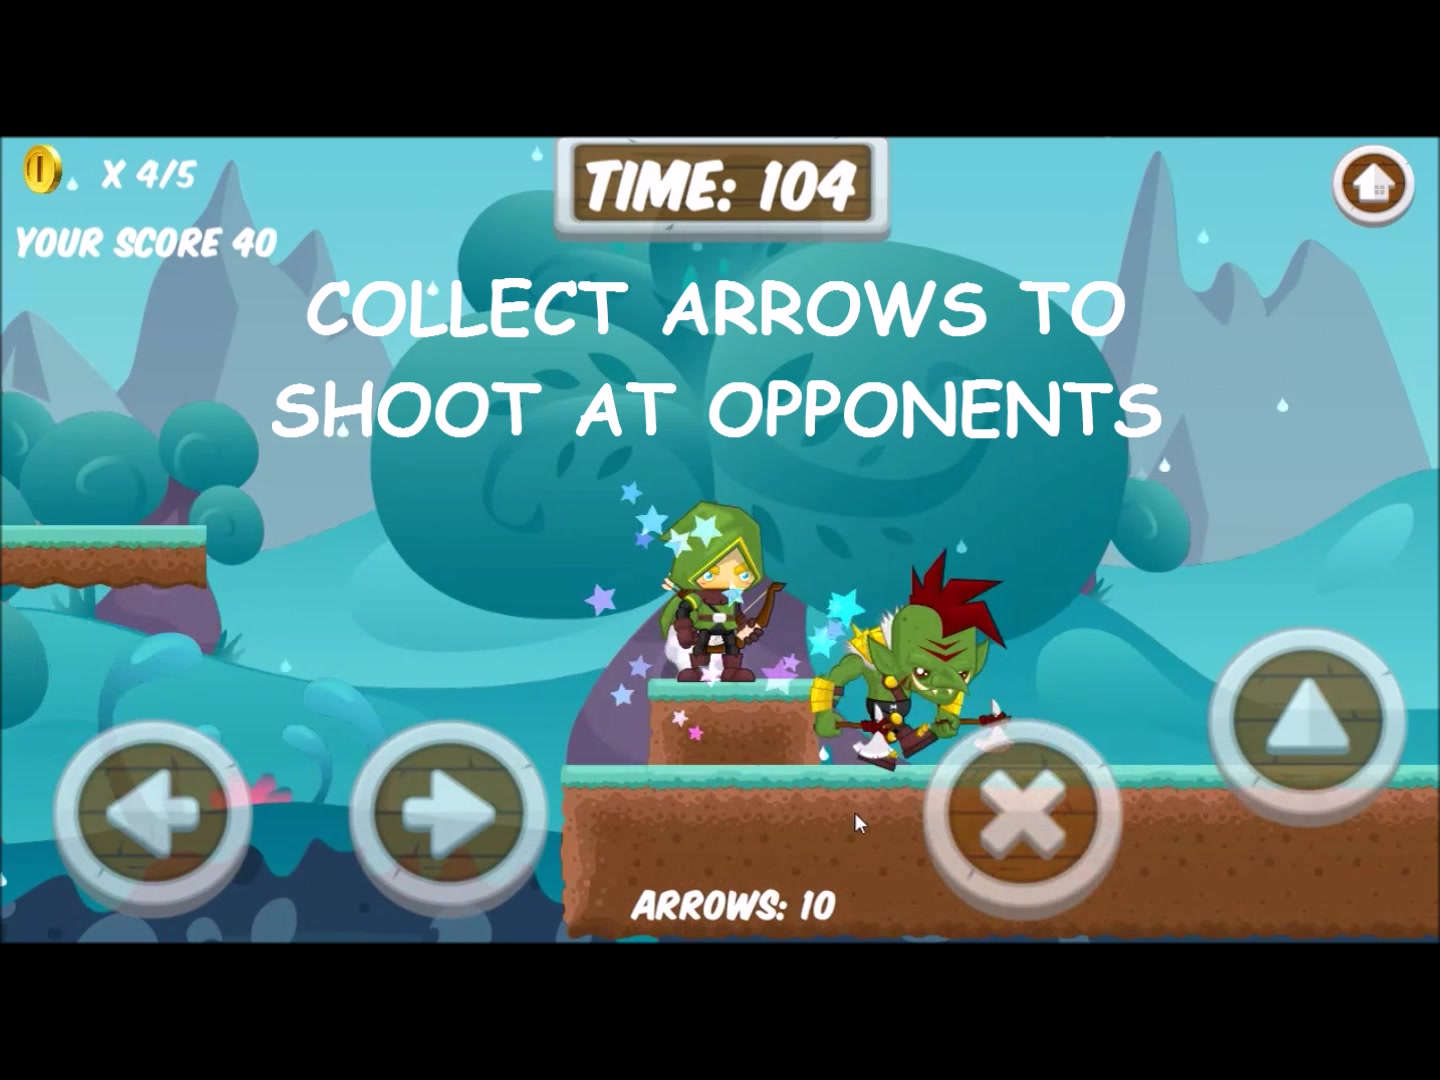 X 4/5
TIME: 104
YOUR SCORE 40
COLLECT ARROWS TO
SHOOT AT OPPONENTS
ARROWS: 10